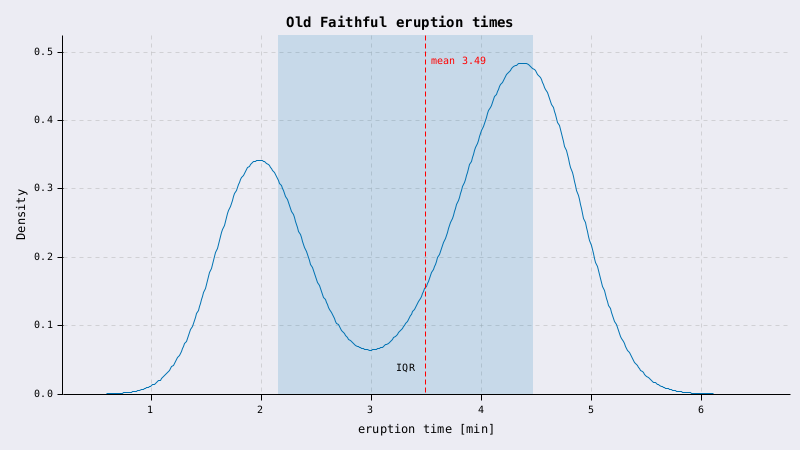 Old Faithful eruption times
0.5
mean 3.49
0.4
0.3
Density
0.2
0.1
IQR
0.0
1 2 3 4 5 6
eruption time [min]